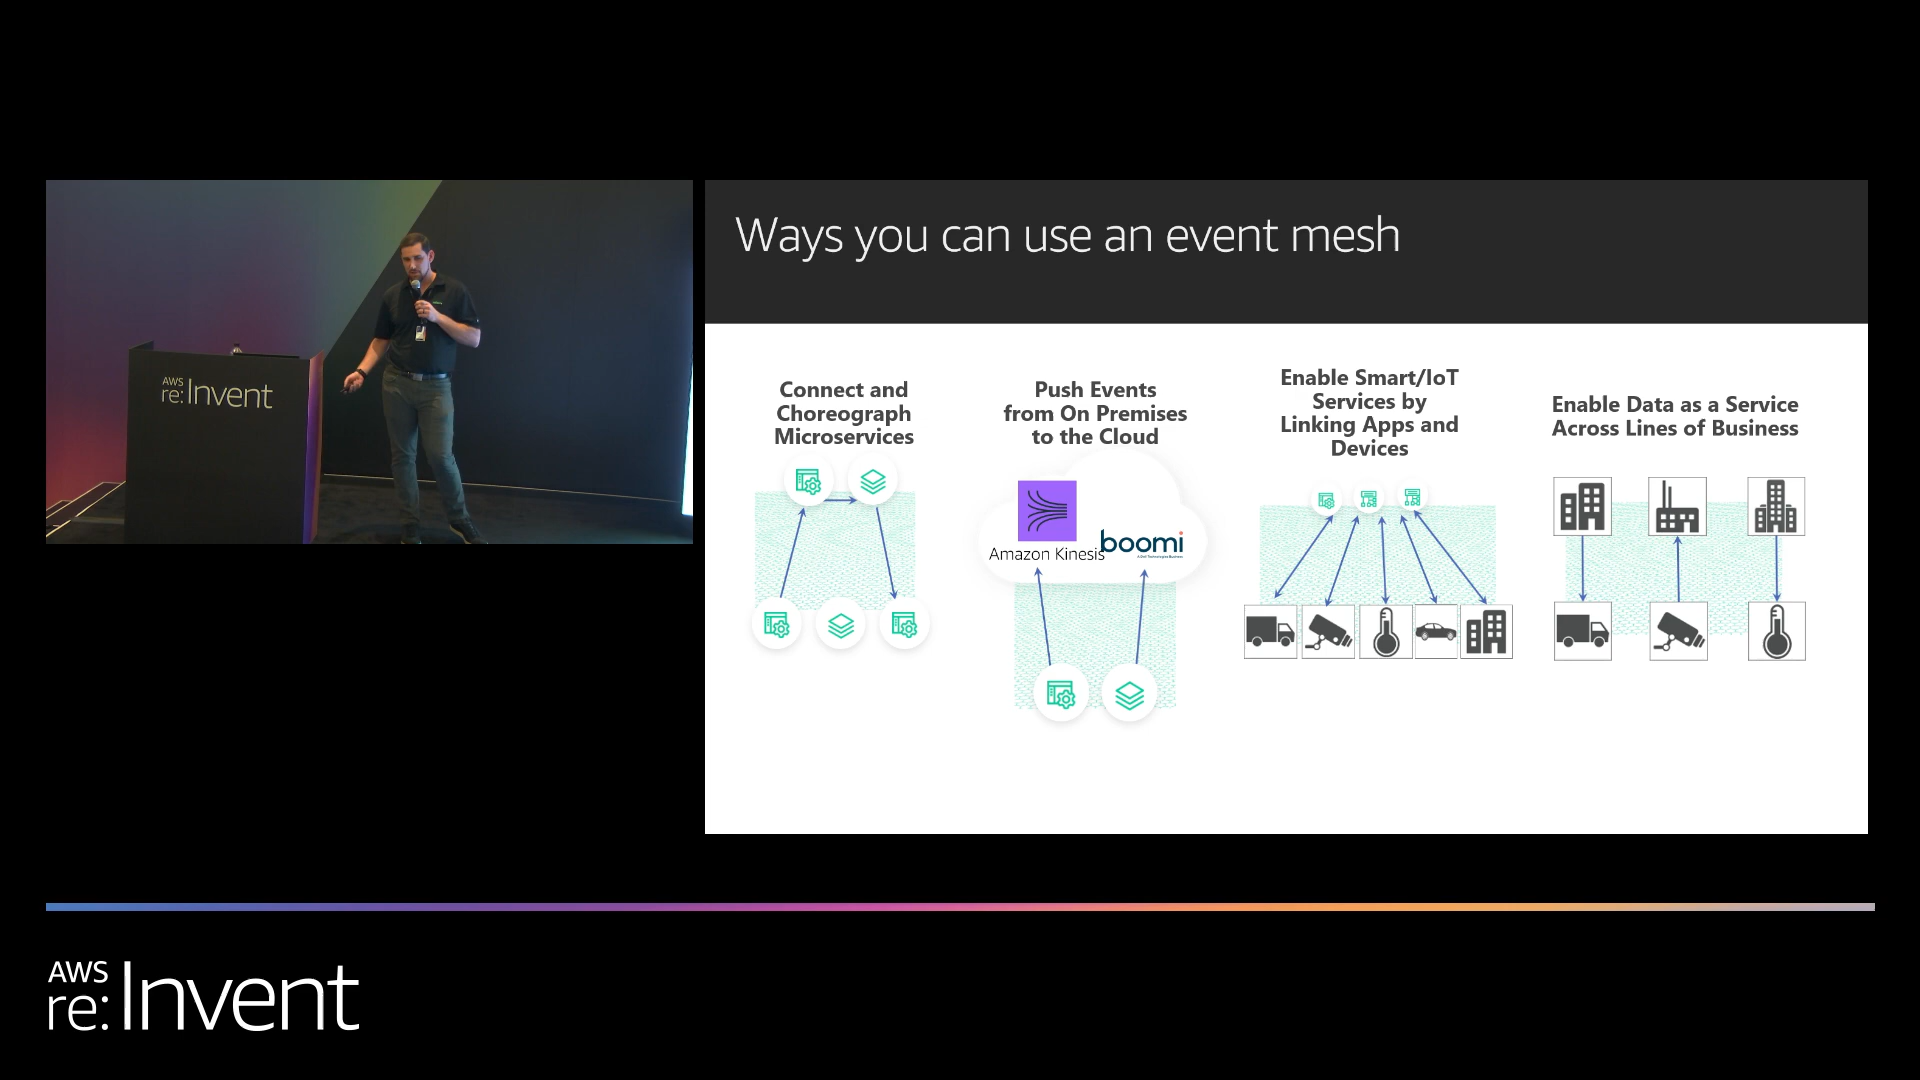 AWS
re:Invent
Ways you can use an event mesh
Connect and
Choreograph
Microservices
Push Events
from On Premises
to the Cloud
Amazon Kinesis
boomi
Enable Smart/IoT
Services by
Linking Apps and
Devices
Enable Data as a Service
Across Lines of Business
AWS
re:Invent